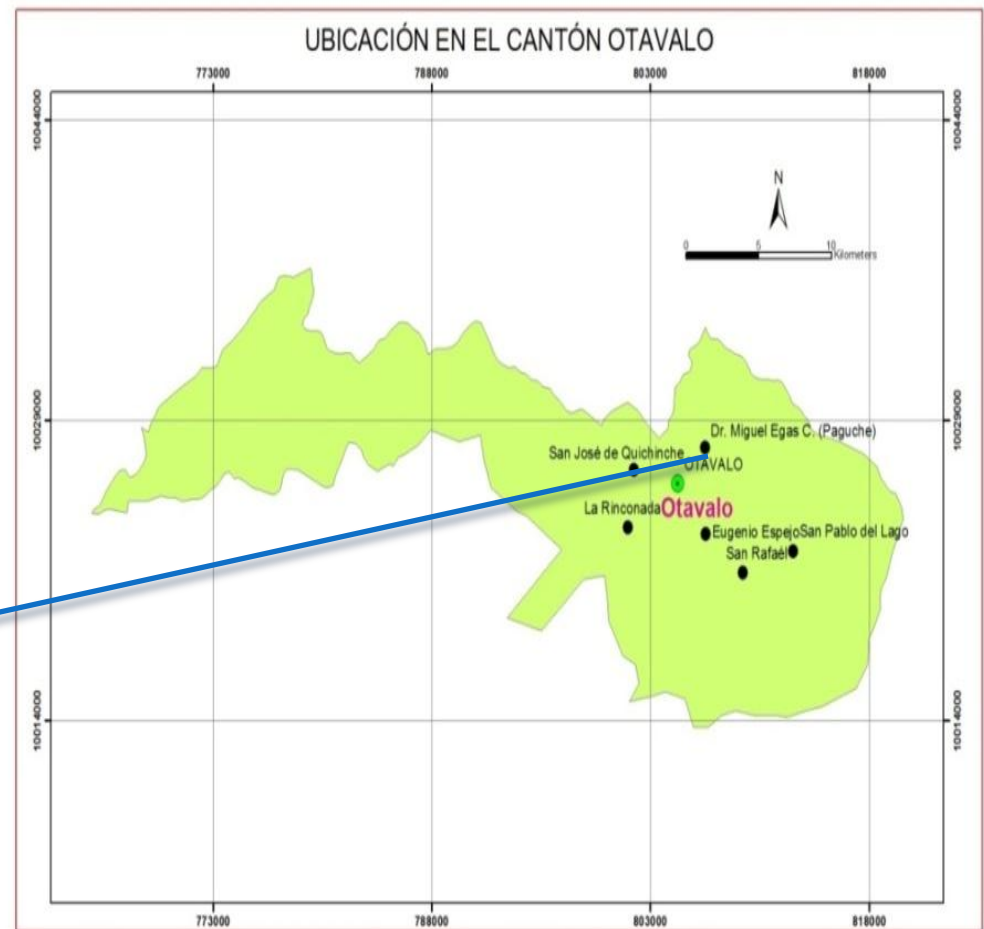 UBICACIÓN EN EL CANTÓN OTAVALO
773000 788000 803000 818000
10044000 10044000
N
0 5 10
Kilometers
10029000 10029000
Dr. Miguel Egas C. (Paguche)
San José de Quichinche
OTAVALO
La Rinconada Otavalo
Eugenio Espejo San Pablo del Lago
San Rafaél
10014000 10014000
773000 788000 803000 818000